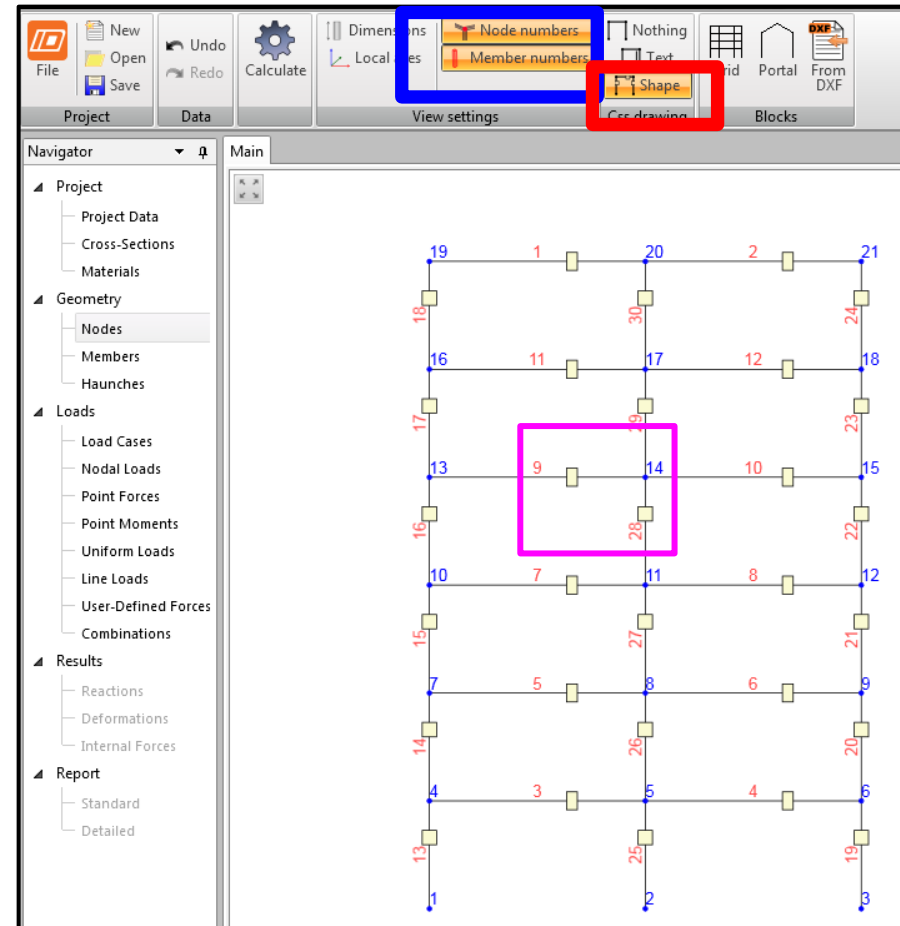 New
Open
Save
File
Project
Undo
Redo
Data
Calculate
Dimensions
Local
Node numbers
Member numbers
View settings
Nothing
Text
Shape
Css drawing
Portal
From
DXF
Blocks
Navigator
Main
Project
Project Data
Cross-Sections
Materials
Geometry
Nodes
Members
Haunches
Loads
Load Cases
Nodal Loads
Point Forces
Point Moments
Uniform Loads
Line Loads
User-Defined Forces
Combinations
Results
Reactions
Deformations
Internal Forces
Report
Standard
Detailed
19 1 20 2 21
18 30 24
16 11 17 12 18
17 29 23
13 9 14 10 15
16 28 22
10 7 11 8 12
15 27 21
7 5 8 6 9
14 26 20
4 3 5 4 6
13 25 19
1 2 3